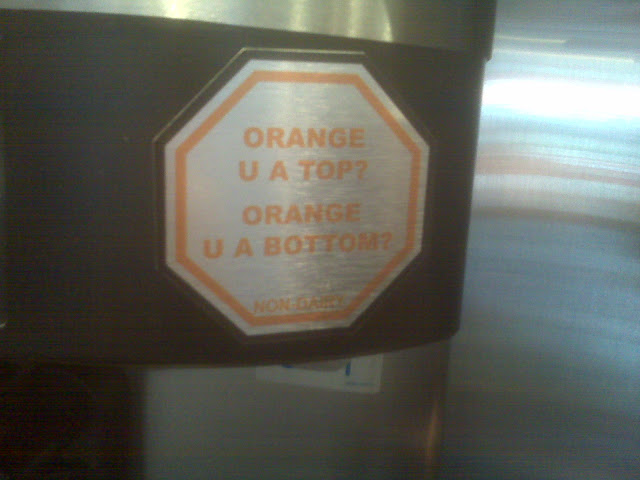 ORANGE
U A TOP?
ORANGE
U A BOTTOM?
NON-DAIRY